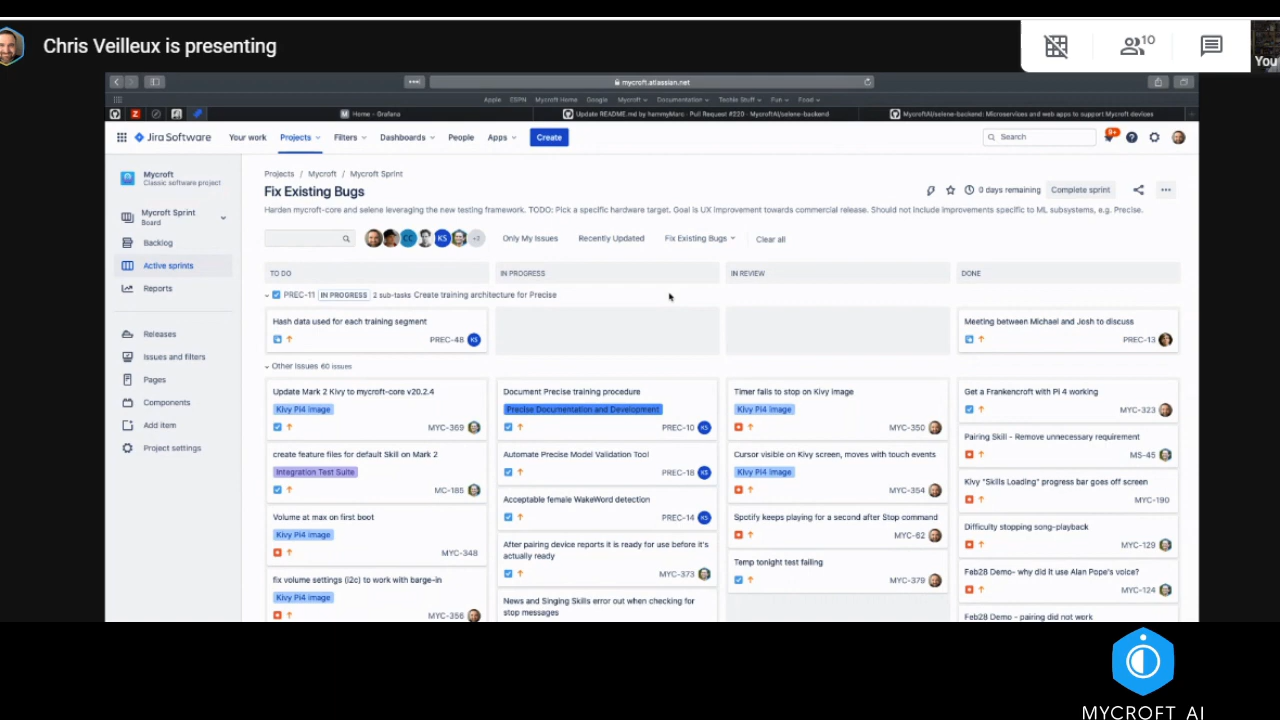 Chris Veilleux is presenting
10
You
mycroft.atlassian.net
Apple ESPN Mycroft Home Google Mycroft Documentation Techie Stuff Fun Food
Home - Grafana
Update README.md by hammyMarc · Pull Request #220 · MycroftAI/selene-backend
MycroftAI/selene-backend: Microservices and web apps to support Mycroft devices
Jira Software Your work Projects Filters Dashboards People Apps Create Search 9+
Mycroft
Classic software project
Mycroft Sprint
Board
Backlog
Active sprints
Reports
Releases
Issues and filters
Pages
Components
Add item
Project settings
Projects / Mycroft / Mycroft Sprint
Fix Existing Bugs
0 days remaining Complete sprint
Harden mycroft-core and selene leveraging the new testing framework. TODO: Pick a specific hardware target. Goal is UX improvement towards commercial release. Should not include improvements specific to ML subsystems, e.g. Precise.
CC KS +2 Only My Issues Recently Updated Fix Existing Bugs Clear all
TO DO IN PROGRESS IN REVIEW DONE
PREC-11 IN PROGRESS 2 sub-tasks Create training architecture for Precise
Hash data used for each training segment
PREC-48 KS
Meeting between Michael and Josh to discuss
PREC-13
Other Issues 60 issues
Update Mark 2 Kivy to mycroft-core v20.2.4
Kivy Pi4 Image
MYC-369
create feature files for default Skill on Mark 2
Integration Test Suite
MC-185
Volume at max on first boot
Kivy Pi4 Image
MYC-348
fix volume settings (i2c) to work with barge-in
Kivy Pi4 Image
MYC-356
Document Precise training procedure
Precise Documentation and Development
PREC-10 KS
Automate Precise Model Validation Tool
PREC-18 KS
Acceptable female WakeWord detection
PREC-14 KS
After pairing device reports it is ready for use before it's
actually ready
MYC-373
News and Singing Skills error out when checking for
stop messages
Timer fails to stop on Kivy image
Kivy Pi4 Image
MYC-350
Cursor visible on Kivy screen, moves with touch events
Kivy Pi4 Image
MYC-354
Spotify keeps playing for a second after Stop command
MYC-62
Temp tonight test failing
MYC-379
Get a Frankencroft with PI 4 working
MYC-323
Pairing Skill - Remove unnecessary requirement
MS-45
Kivy "Skills Loading" progress bar goes off screen
MYC-190
Difficulty stopping song-playback
MYC-129
Feb28 Demo- why did it use Alan Pope's voice?
MYC-124
Feb28 Demo - pairing did not work
MYCROFT AI